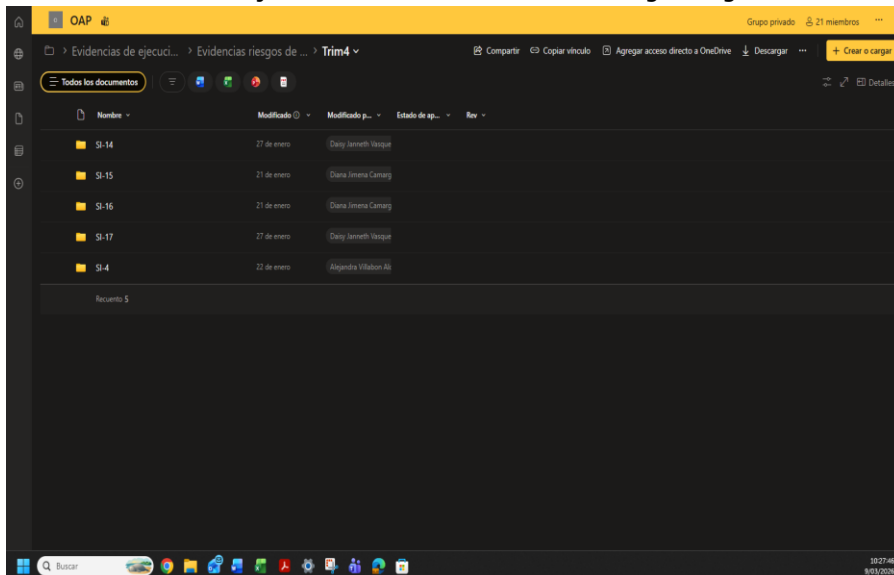 OAP
Grupo privado 21 miembros ...
> Evidencias de ejecuci... > Evidencias riesgos de ... > Trim4
Compartir Copiar vínculo Agregar acceso directo a OneDrive Descargar ... + Crear o cargar
Todos los documentos
Detalles
Nombre Modificado Modificado p... Estado de ap... Rev
SI-14 27 de enero Daisy Janneth Vasque
SI-15 21 de enero Diana Jimena Camarg
SI-16 21 de enero Diana Jimena Camarg
SI-17 27 de enero Daisy Janneth Vasque
SI-4 22 de enero Alejandra Villabon Al
Recuento 5
Buscar
10:27:46
9/03/202